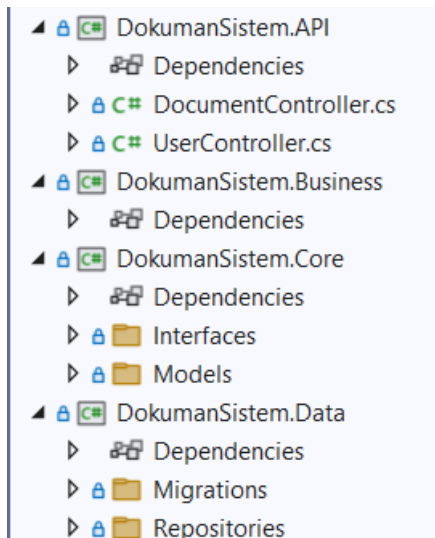 C# DokumanSistem.API
Dependencies
C# DocumentController.cs
C# UserController.cs
C# DokumanSistem.Business
Dependencies
C# DokumanSistem.Core
Dependencies
Interfaces
Models
C# DokumanSistem.Data
Dependencies
Migrations
Repositories